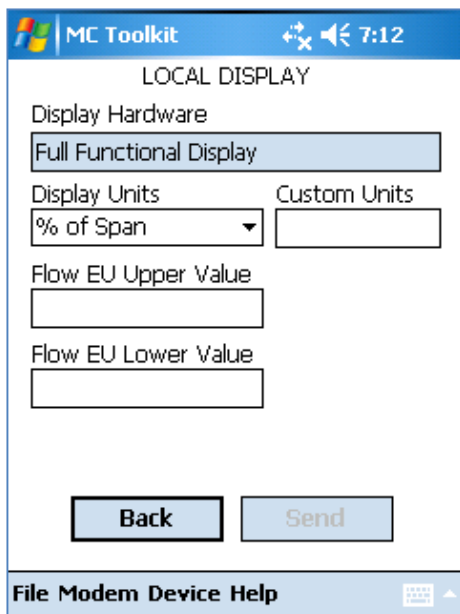 MC Toolkit 7:12
LOCAL DISPLAY
Display Hardware
Full Functional Display
Display Units Custom Units
% of Span
Flow EU Upper Value
Flow EU Lower Value
Back Send
File Modem Device Help